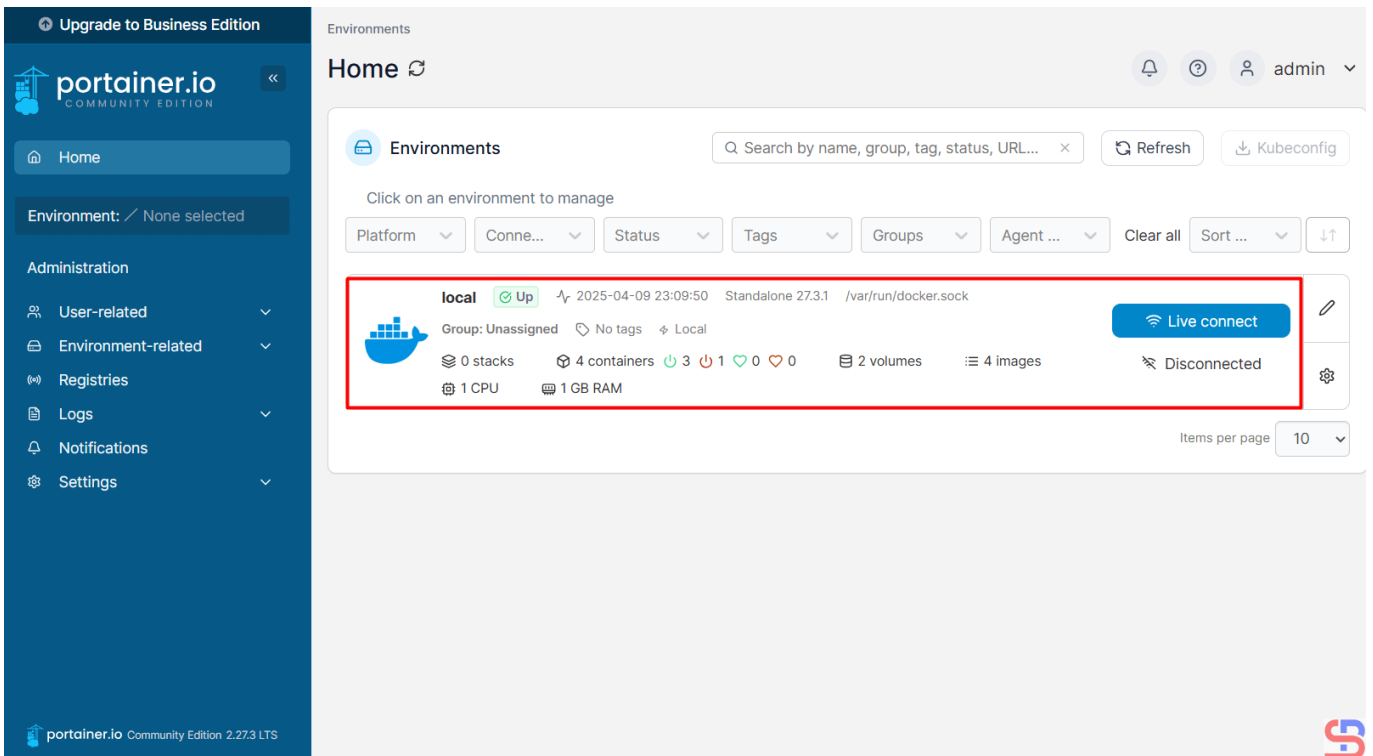 Upgrade to Business Edition
portainer.io
COMMUNITY EDITION
Home
Environment: None selected
Administration
User-related
Environment-related
Registries
Logs
Notifications
Settings
portainer.io Community Edition 2.27.3 LTS
Environments
Home
admin
Environments
Search by name, group, tag, status, URL...
Refresh
Kubeconfig
Click on an environment to manage
Platform Conne... Status Tags Groups Agent ... Clear all Sort ...
local Up 2025-04-09 23:09:50 Standalone 27.3.1 /var/run/docker.sock
Group: Unassigned No tags Local
0 stacks 4 containers 3 1 0 0 2 volumes 4 images
1 CPU 1 GB RAM
Live connect
Disconnected
Items per page 10